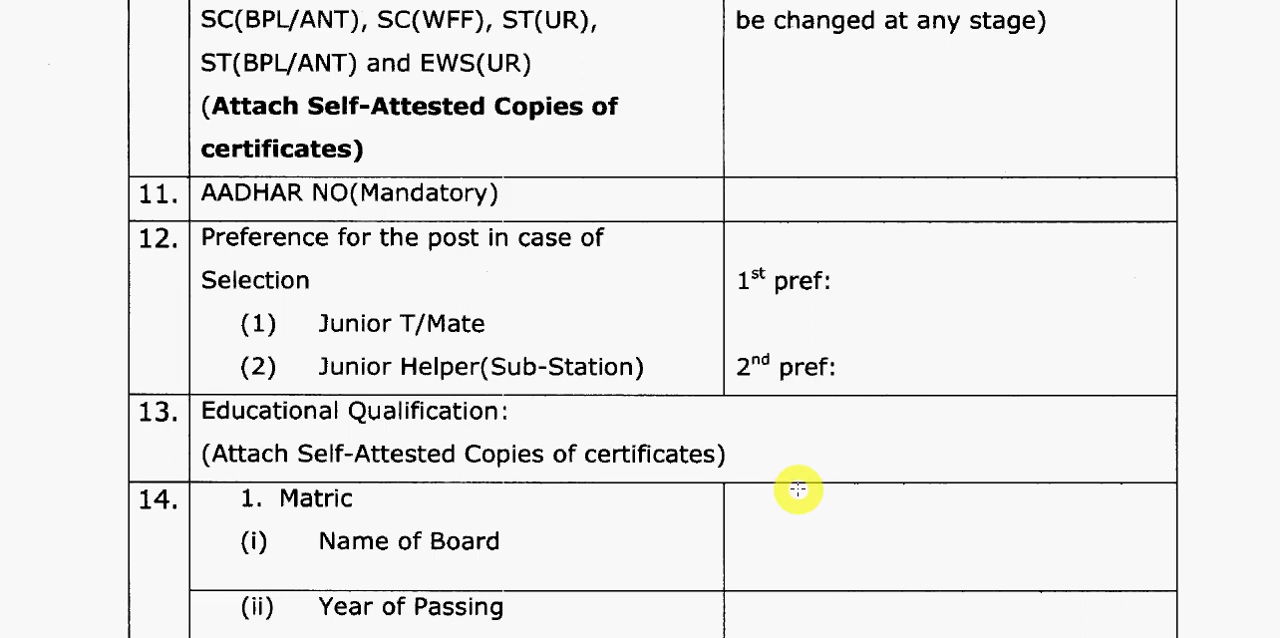 SC(BPL/ANT), SC(WFF), ST(UR),
be changed at any stage)
ST(BPL/ANT) and EWS(UR)
(Attach Self-Attested Copies of
certificates)
11. AADHAR NO(Mandatory)
12. Preference for the post in case of
Selection
1st pref:
(1) Junior T/Mate
(2) Junior Helper(Sub-Station)
2nd pref:
13. Educational Qualification:
(Attach Self-Attested Copies of certificates)
14. 1. Matric
(i) Name of Board
(ii) Year of Passing